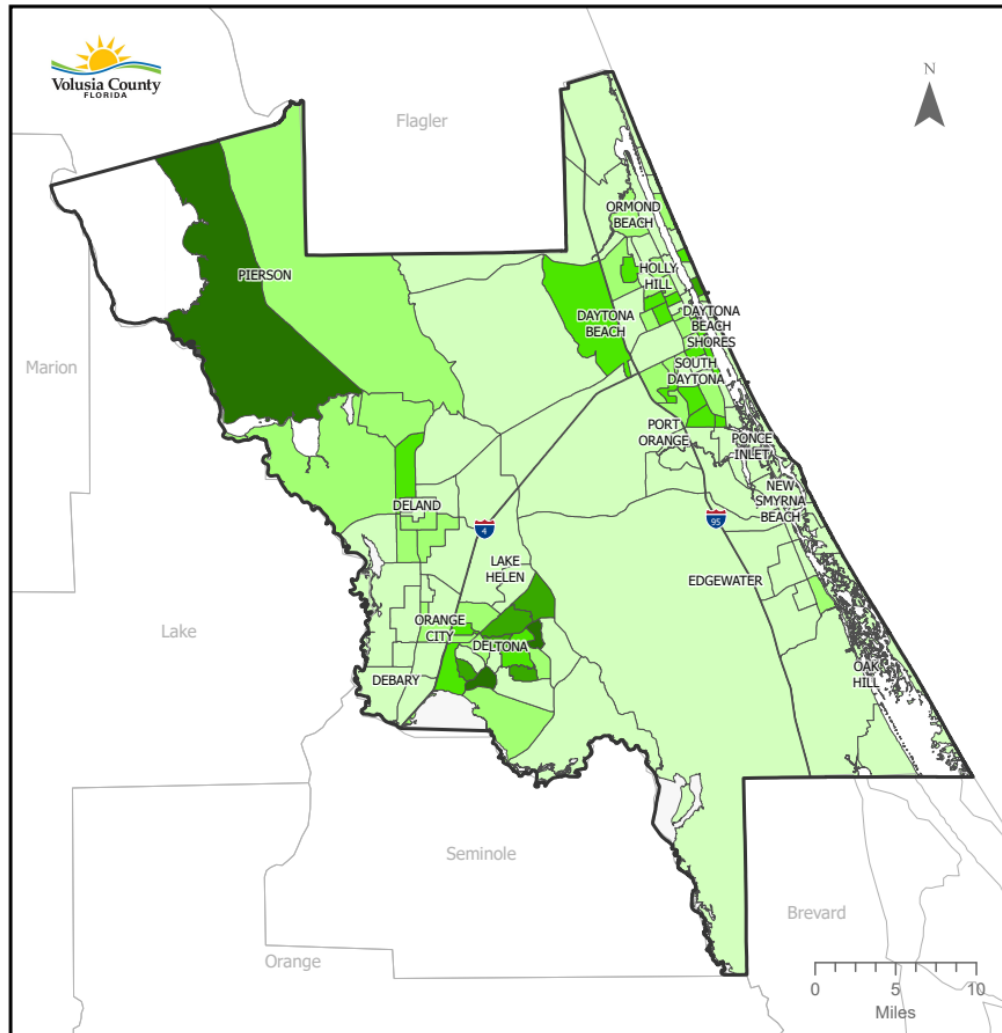 Volusia County
FLORIDA
N
Flagler
ORMOND
BEACH
PIERSON
HOLLY
HILL
DAYTONA
BEACH
DAYTONA
BEACH
SHORES
SOUTH
DAYTONA
Marion
PORT
ORANGE
PONCE
INLET
NEW
SMYRNA
BEACH
DELAND
4
95
LAKE
HELEN
EDGEWATER
Lake
ORANGE
CITY
DELTONA
DEBARY
OAK
HILL
Seminole
Brevard
Orange
0 5 10
Miles